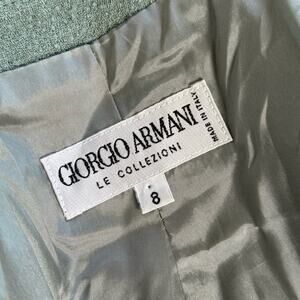 GIORGIO ARMANI
LE COLLEZIONI
MADE IN ITALY
8